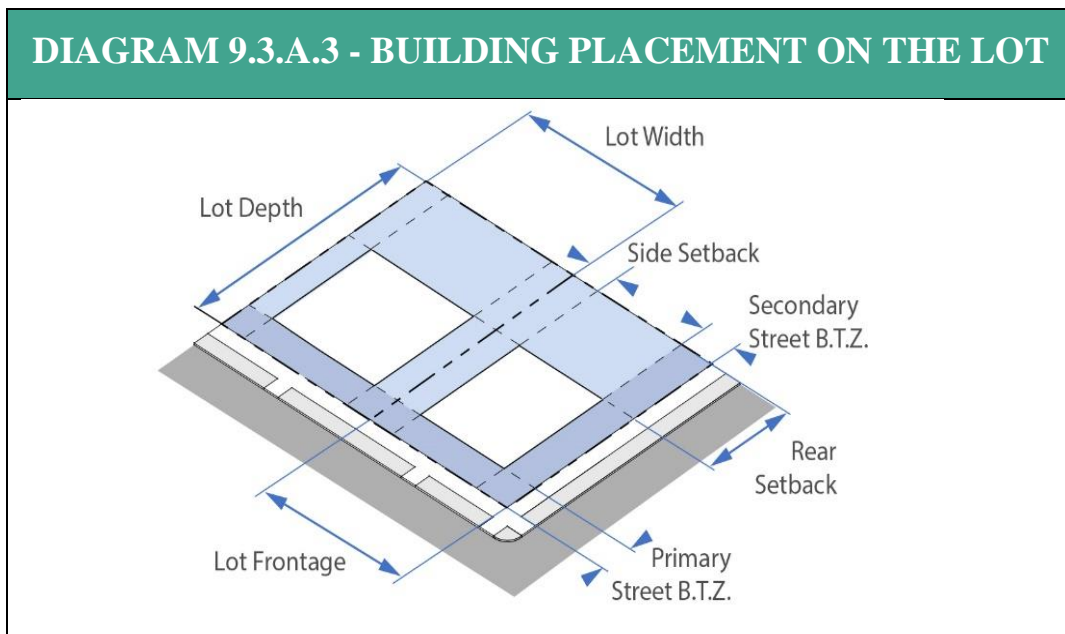 DIAGRAM 9.3.A.3 - BUILDING PLACEMENT ON THE LOT
Lot Width
Lot Depth
Side Setback
Secondary
Street B.T.Z.
Rear
Setback
Lot Frontage
Primary
Street B.T.Z.